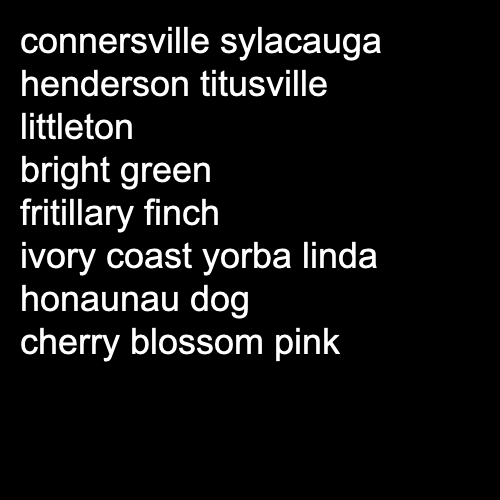 connersville sylacauga
henderson titusville
littleton
bright green
fritillary finch
ivory coast yorba linda
honaunau dog
cherry blossom pink